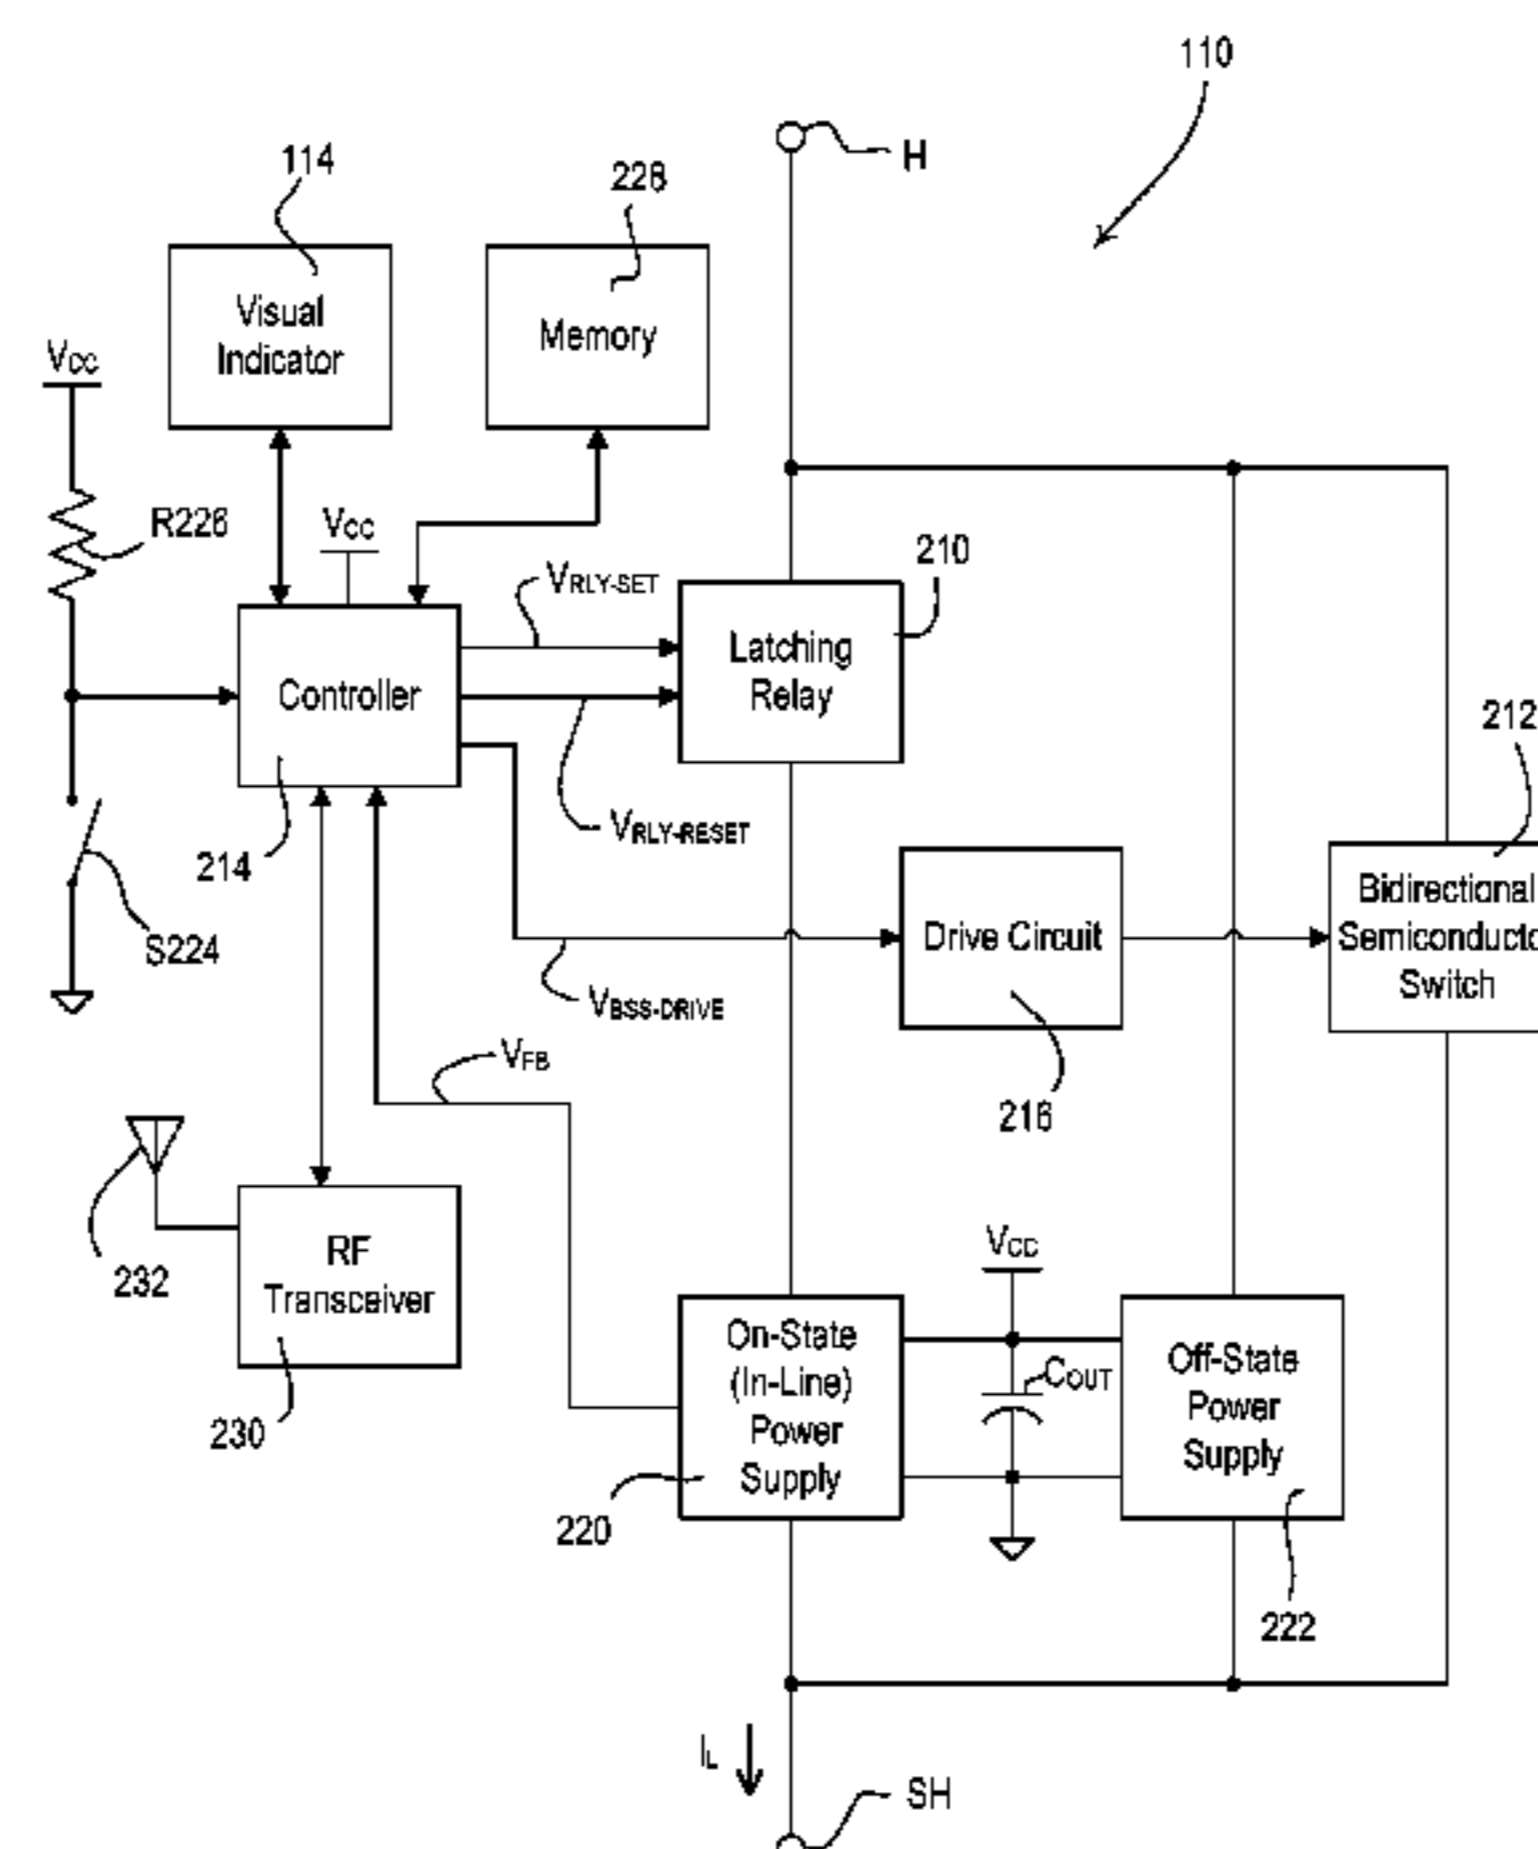 110
H
114
228
Visual
Indicator
Memory
VCC
R226
VCC
VRLY-SET
210
Controller
Latching
Relay
212
214
VRLY-RESET
S224
Drive Circuit
Bidirectional
Semiconducto
Switch
VBSS-DRIVE
VFB
216
232
RF
Transceiver
230
VCC
On-State
(In-Line)
Power
Supply
COUT
Off-State
Power
Supply
220
222
IL
SH